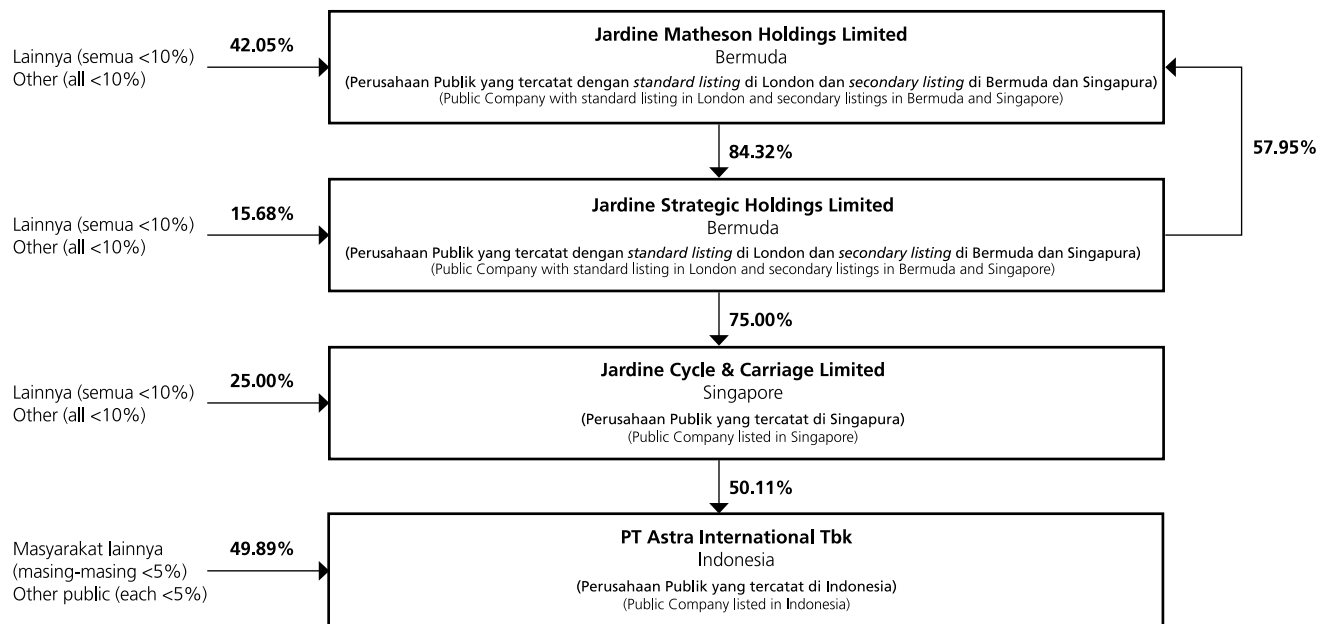 Jardine Matheson Holdings Limited
Bermuda
(Perusahaan Publik yang tercatat dengan standard listing di London dan secondary listing di Bermuda dan Singapura)
(Public Company with standard listing in London and secondary listings in Bermuda and Singapore)
Lainnya (semua <10%)
Other (all <10%)
42.05%
57.95%
84.32%
Jardine Strategic Holdings Limited
Bermuda
(Perusahaan Publik yang tercatat dengan standard listing di London dan secondary listing di Bermuda dan Singapura)
(Public Company with standard listing in London and secondary listings in Bermuda and Singapore)
Lainnya (semua <10%)
Other (all <10%)
15.68%
75.00%
Jardine Cycle & Carriage Limited
Singapore
(Perusahaan Publik yang tercatat di Singapura)
(Public Company listed in Singapore)
Lainnya (semua <10%)
Other (all <10%)
25.00%
50.11%
PT Astra International Tbk
Indonesia
(Perusahaan Publik yang tercatat di Indonesia)
(Public Company listed in Indonesia)
Masyarakat lainnya
(masing-masing <5%)
Other public (each <5%)
49.89%